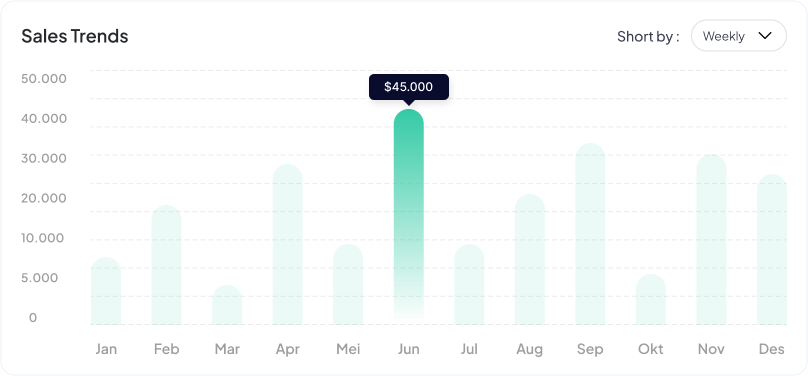 Sales Trends
Short by :
Weekly
50.000
$45.000
40.000
30.000
20.000
10.000
5.000
0
Jan Feb Mar Apr Mei Jun Jul Aug Sep Okt Nov Des